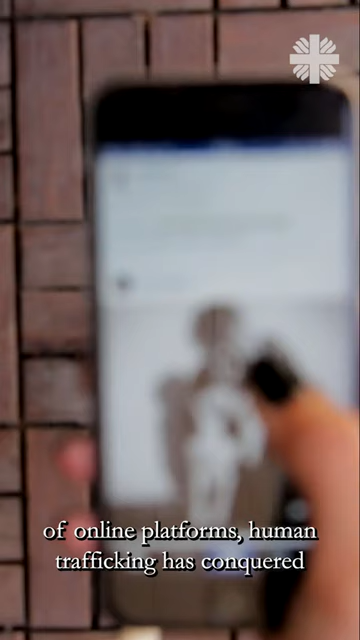 of online platforms, human
trafficking has conquered